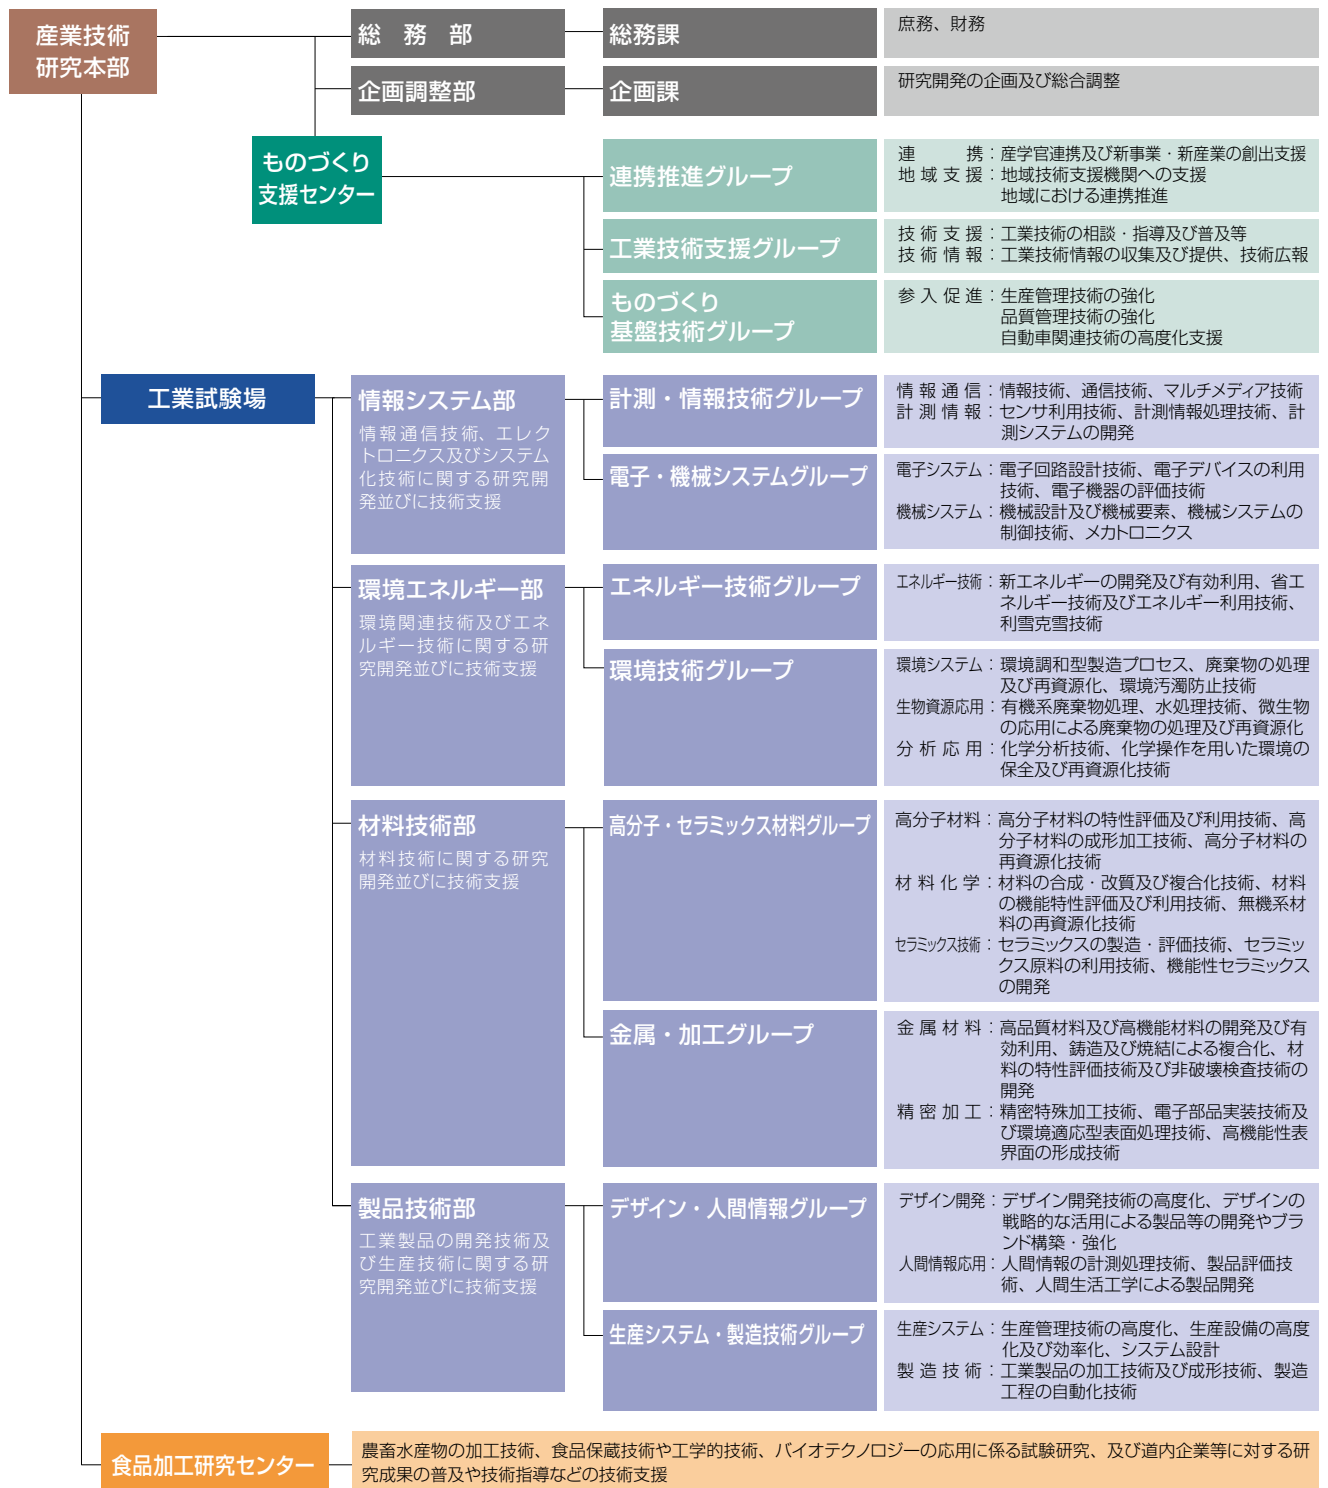 産業技術
研究本部
総務部
総務課
庶務、財務
企画調整部
企画課
研究開発の企画及び総合調整
ものづくり
支援センター
連携推進グループ
連携：産学官連携及び新事業・新産業の創出支援
地域支援：地域技術支援機関への支援
地域における連携推進
工業技術支援グループ
技術支援：工業技術の相談・指導及び普及等
技術情報：工業技術情報の収集及び提供、技術広報
ものづくり
基盤技術グループ
参入促進：生産管理技術の強化
品質管理技術の強化
自動車関連技術の高度化支援
工業試験場
情報システム部
情報通信技術、エレク
トロニクス及びシステム
化技術に関する研究開
発並びに技術支援
計測・情報技術グループ
情報通信：情報技術、通信技術、マルチメディア技術
計測情報：センサ利用技術、計測情報処理技術、計
測システムの開発
電子・機械システムグループ
電子システム：電子回路設計技術、電子デバイスの利用
技術、電子機器の評価技術
機械システム：機械設計及び機械要素、機械システムの
制御技術、メカトロニクス
環境エネルギー部
環境関連技術及びエネ
ルギー技術に関する研
究開発並びに技術支援
エネルギー技術グループ
エネルギー技術：新エネルギーの開発及び有効利用、省エ
ネルギー技術及びエネルギー利用技術、
利雪克雪技術
環境技術グループ
環境システム：環境調和型製造プロセス、廃棄物の処理
及び再資源化、環境汚濁防止技術
生物資源応用：有機系廃棄物処理、水処理技術、微生物
の応用による廃棄物の処理及び再資源化
分析応用：化学分析技術、化学操作を用いた環境の
保全及び再資源化技術
材料技術部
材料技術に関する研究
開発並びに技術支援
高分子・セラミックス材料グループ
高分子材料：高分子材料の特性評価及び利用技術、高
分子材料の成形加工技術、高分子材料の
再資源化技術
材料化学：材料の合成・改質及び複合化技術、材料
の機能特性評価及び利用技術、無機系材
料の再資源化技術
セラミックス技術：セラミックスの製造・評価技術、セラミッ
クス原料の利用技術、機能性セラミックス
の開発
金属・加工グループ
金属材料：高品質材料及び高機能材料の開発及び有
効利用、鋳造及び焼結による複合化、材
料の特性評価技術及び非破壊検査技術の
開発
精密加工：精密特殊加工技術、電子部品実装技術及
び環境適応型表面処理技術、高機能性表
界面の形成技術
製品技術部
工業製品の開発技術及
び生産技術に関する研
究開発並びに技術支援
デザイン・人間情報グループ
デザイン開発：デザイン開発技術の高度化、デザインの
戦略的な活用による製品等の開発やブラ
ンド構築・強化
人間情報応用：人間情報の計測処理技術、製品評価技
術、人間生活工学による製品開発
生産システム・製造技術グループ
生産システム：生産管理技術の高度化、生産設備の高度
化及び効率化、システム設計
製造技術：工業製品の加工技術及び成形技術、製造
工程の自動化技術
食品加工研究センター
農畜水産物の加工技術、食品保蔵技術や工学的技術、バイオテクノロジーの応用に係る試験研究、及び道内企業等に対する研
究成果の普及や技術指導などの技術支援